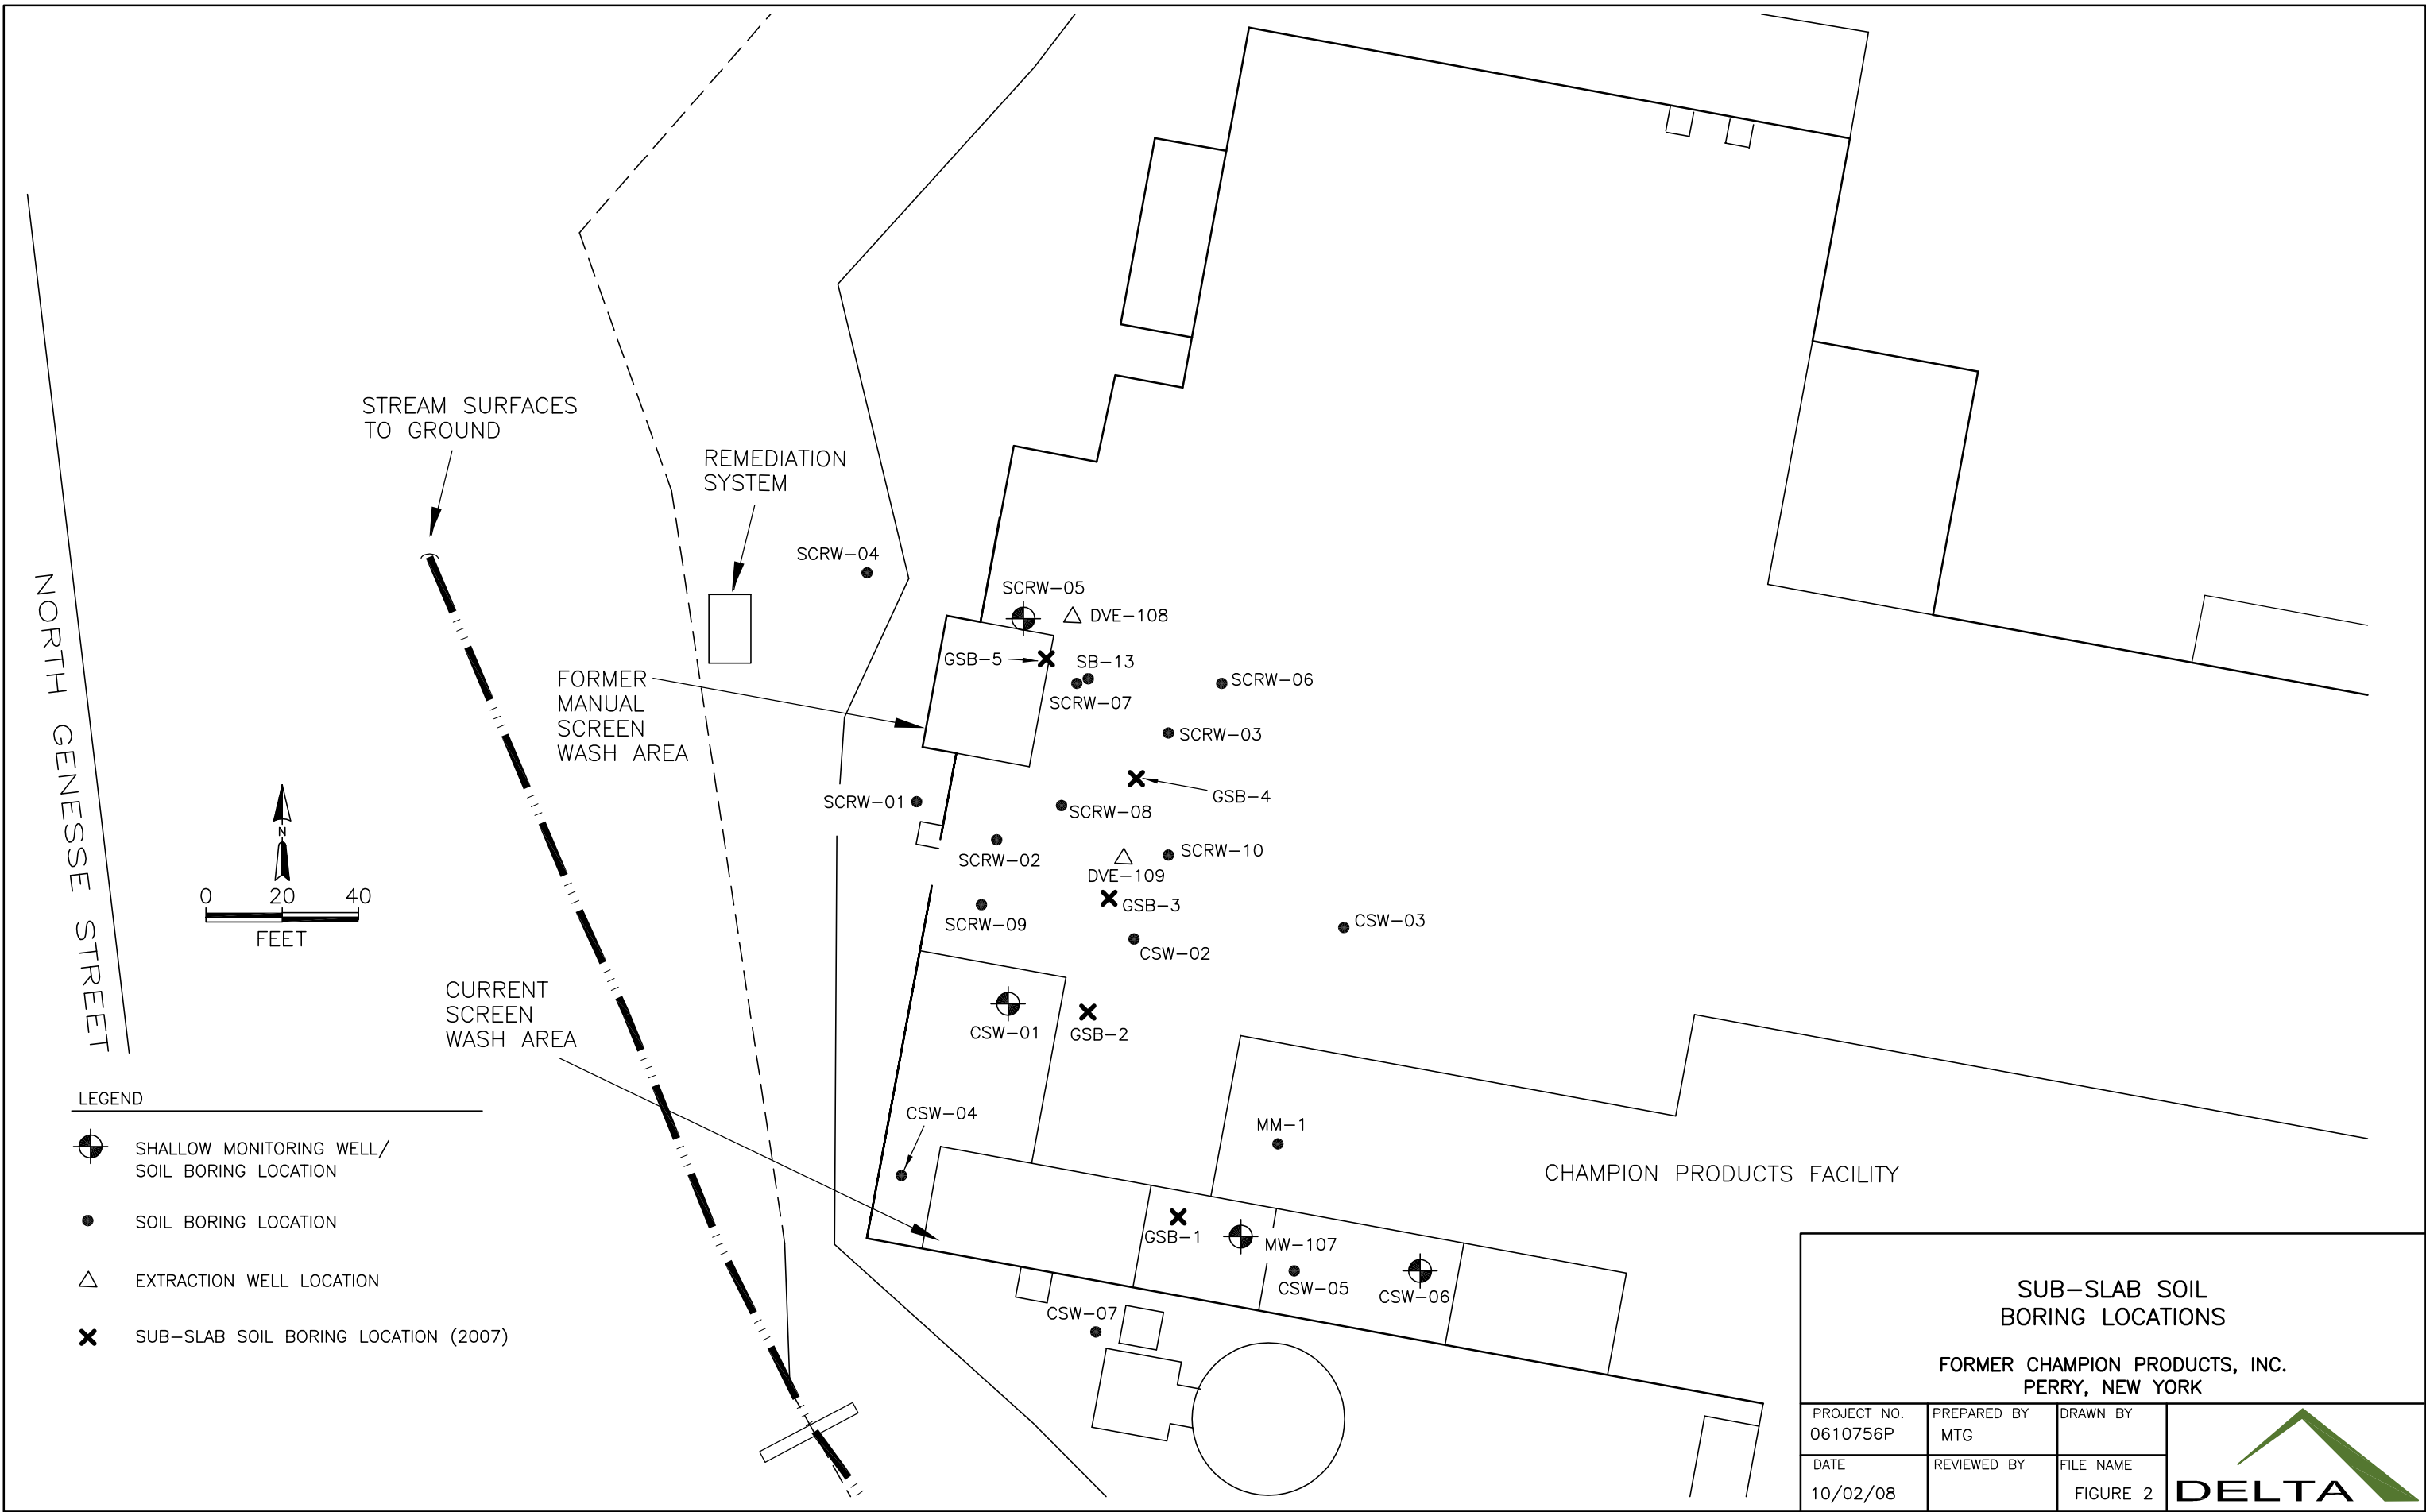 STREAM SURFACES
TO GROUND
REMEDIATION
SYSTEM
SCRW-04
SCRW-05
DVE-108
GSB-5
SB-13
SCRW-07
SCRW-06
FORMER
MANUAL
SCREEN
WASH AREA
SCRW-03
GSB-4
SCRW-01
SCRW-08
SCRW-02
SCRW-10
DVE-109
GSB-3
SCRW-09
CSW-03
CSW-02
NORTH GENESSE STREET
N
0 20 40
FEET
CURRENT
SCREEN
WASH AREA
CSW-01
GSB-2
CSW-04
MM-1
CHAMPION PRODUCTS FACILITY
GSB-1
MW-107
CSW-05
CSW-06
CSW-07
LEGEND
SHALLOW MONITORING WELL/
SOIL BORING LOCATION
SOIL BORING LOCATION
EXTRACTION WELL LOCATION
SUB-SLAB SOIL BORING LOCATION (2007)
SUB-SLAB SOIL
BORING LOCATIONS
FORMER CHAMPION PRODUCTS, INC.
PERRY, NEW YORK
PROJECT NO.
0610756P
PREPARED BY
MTG
DRAWN BY
DATE
10/02/08
REVIEWED BY
FILE NAME
FIGURE 2
DELTA